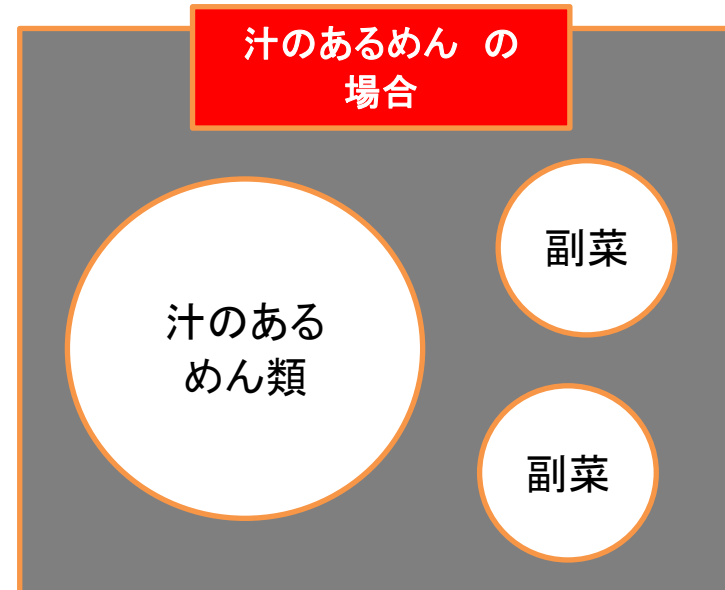 汁のあるめん の
場合
副菜
汁のある
めん類
副菜